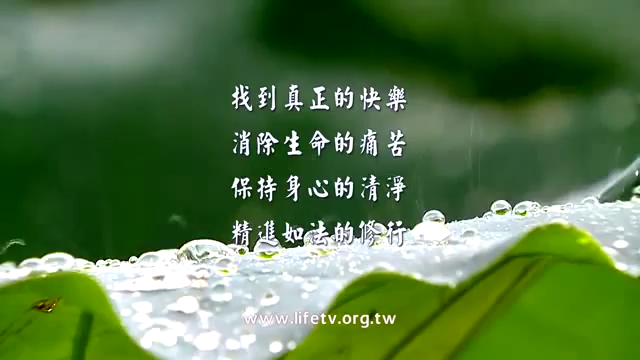 找到真正的快樂
消除生命的痛苦
保持身心的清淨
精進如法的修行
www.lifetv.org.tw